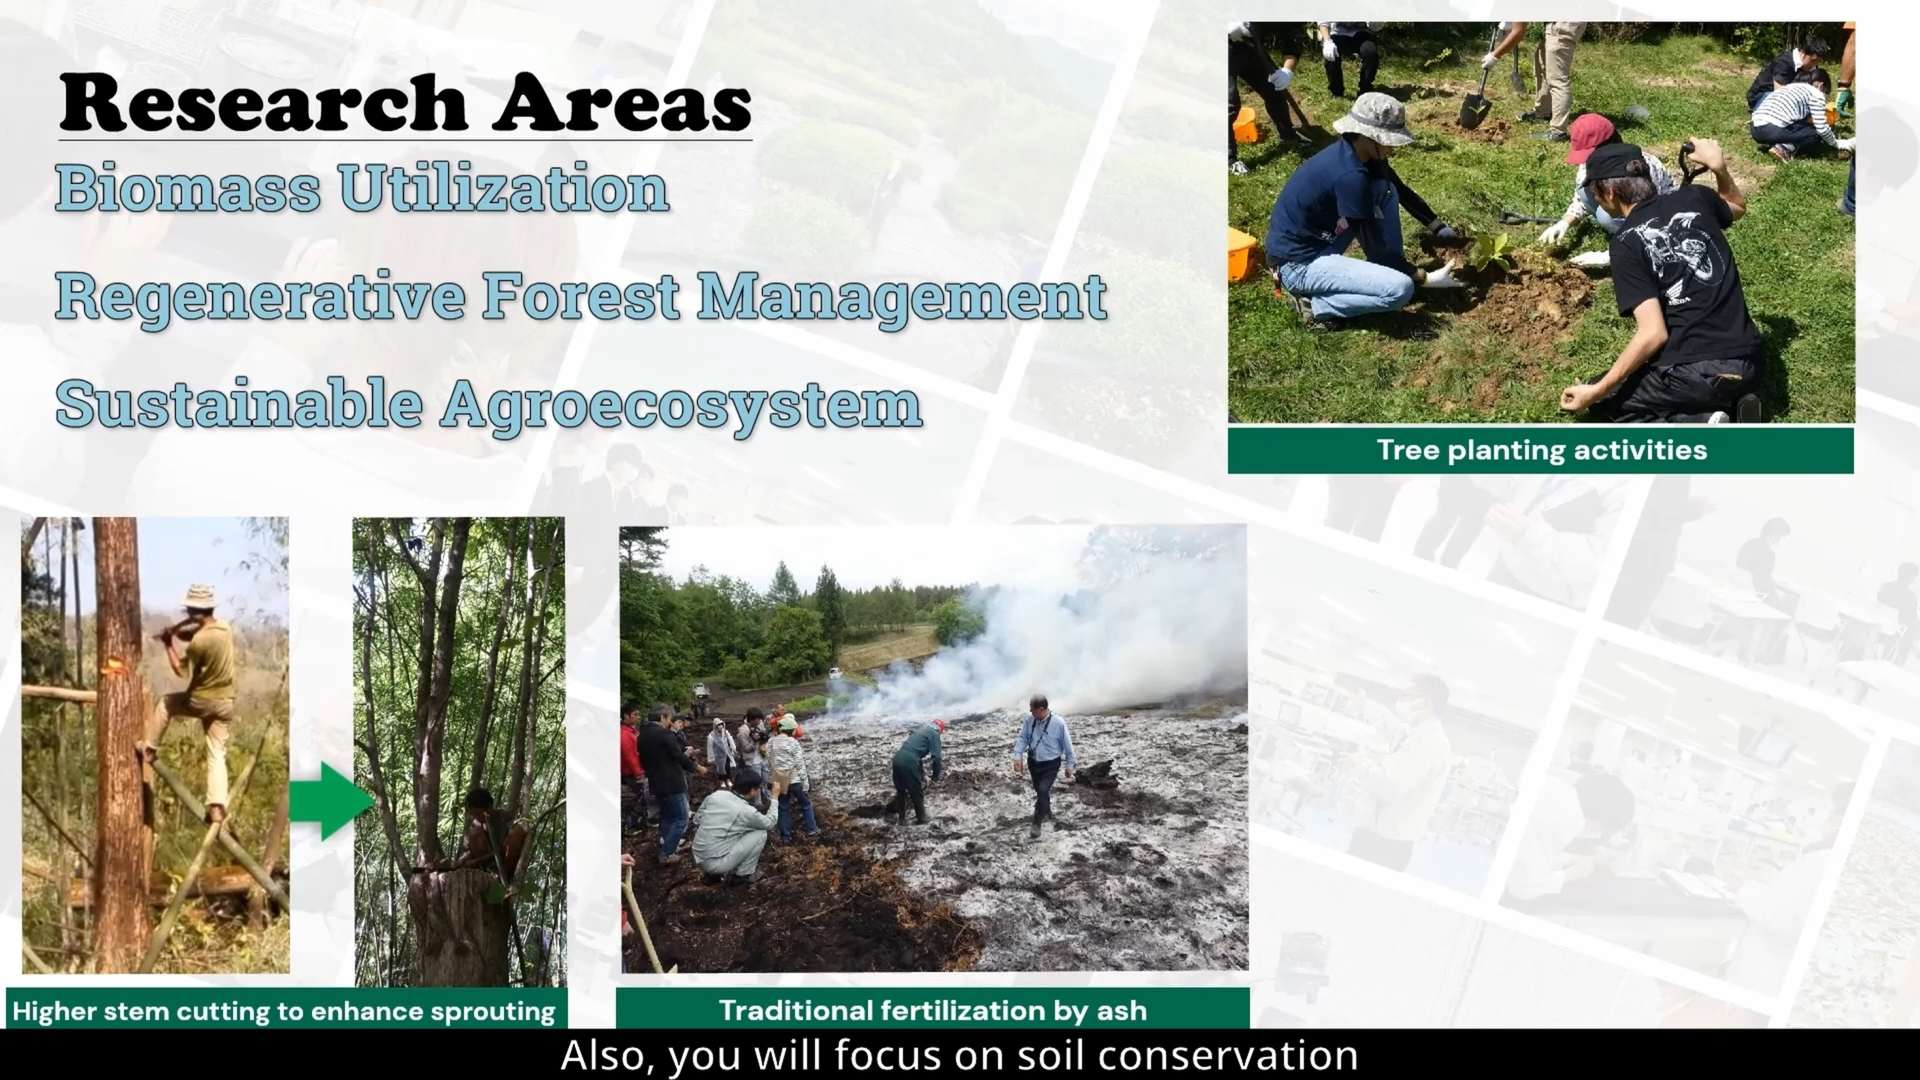 Research Areas
Biomass Utilization
Regenerative Forest Management
Sustainable Agroecosystem
Tree planting activities
Higher stem cutting to enhance sprouting
Traditional fertilization by ash
Also, you will focus on soil conservation